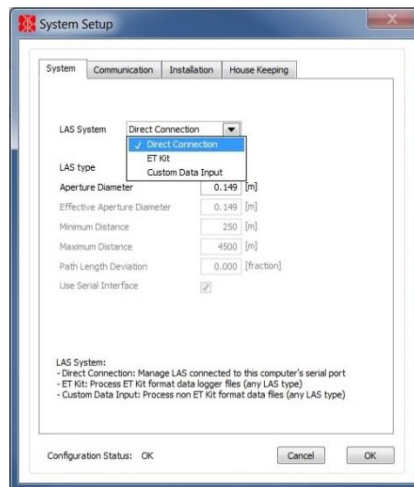 System Setup
System Communication Installation House Keeping
LAS System Direct Connection
✓ Direct Connection
ET Kit
LAS type Custom Data Input
Aperture Diameter 0.149 [m]
Effective Aperture Diameter 0.149 [m]
Minimum Distance 250 [m]
Maximum Distance 4500 [m]
Path Length Deviation 0.000 [fraction]
Use Serial Interface
LAS System:
- Direct Connection: Manage LAS connected to this computer's serial port
- ET Kit: Process ET Kit format data logger files (any LAS type)
- Custom Data Input: Process non ET Kit format data files (any LAS type)
Configuration Status: OK Cancel OK